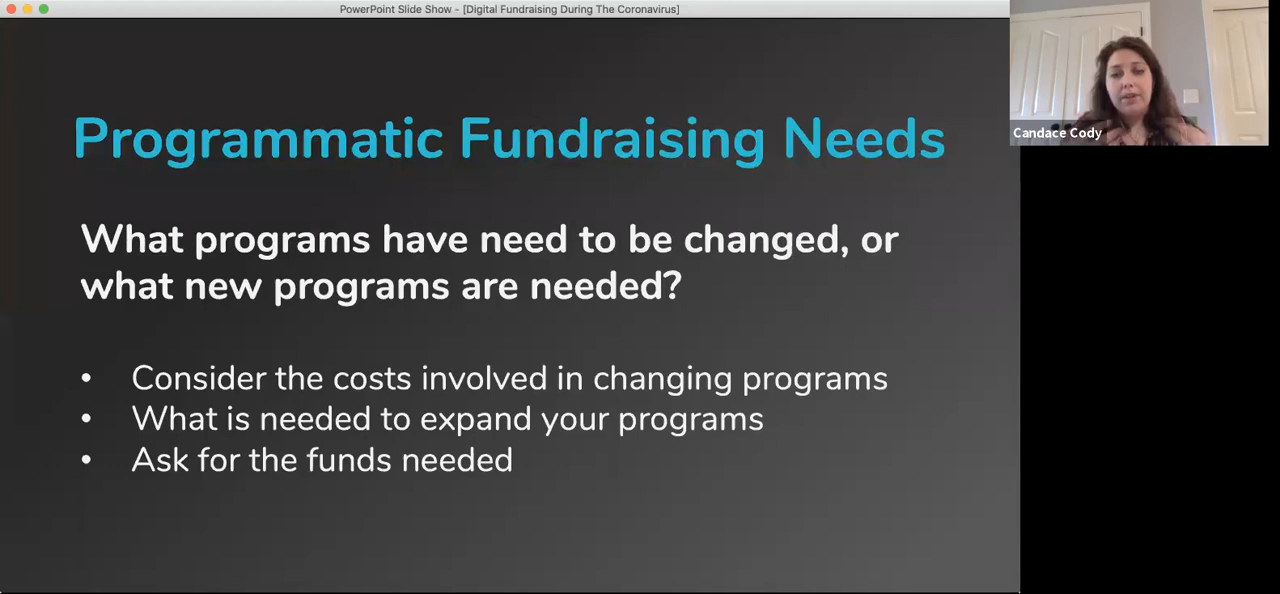 PowerPoint Slide Show - [Digital Fundraising During The Coronavirus]
Candace Cody
Programmatic Fundraising Needs
What programs have need to be changed, or
what new programs are needed?
• Consider the costs involved in changing programs
• What is needed to expand your programs
• Ask for the funds needed